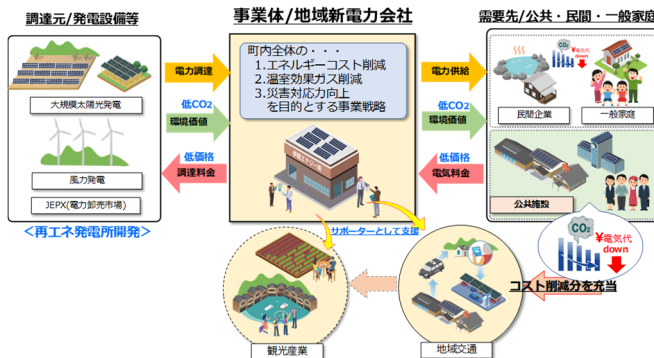 調達元/発電設備等
大規模太陽光発電
風力発電
JEPX(電力卸売市場)
<再エネ発電所開発>
電力調達
低CO2
環境価値
低価格
調達料金
事業体/地域新電力会社
町内全体の・・・
1.エネルギーコスト削減
2.温室効果ガス削減
3.災害対応力向上
を目的とする事業戦略
サポーターとして支援
電力供給
低CO2
環境価値
低価格
電気料金
需要先/公共・民間・一般家庭
CO2
¥電気代
down
民間企業
一般家庭
公共施設
CO2
¥電気代
down
コスト削減分を充当
観光産業
地域交通